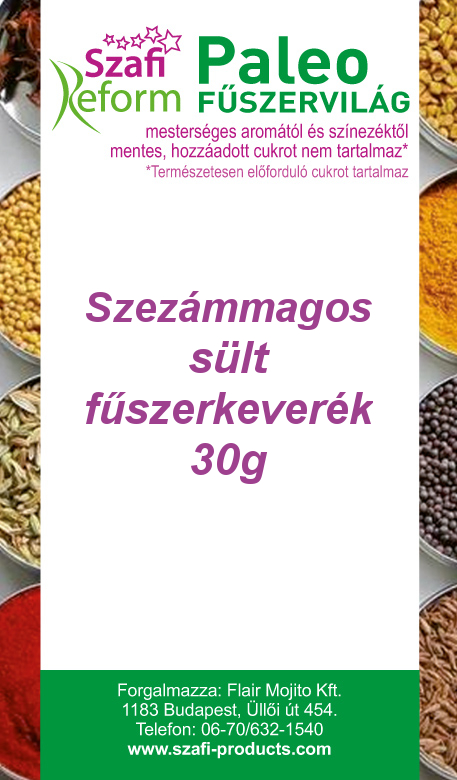 Szafi
Reform
Paleo
FŰSZERVILÁG
mesterséges aromától és színezéktől
mentes, hozzáadott cukrot nem tartalmaz*
*Természetesen előforduló cukrot tartalmaz
Szezámmagos
sült
fűszerkeverék
30g
Forgalmazza: Flair Mojito Kft.
1183 Budapest, Üllői út 454.
Telefon: 06-70/632-1540
www.szafi-products.com